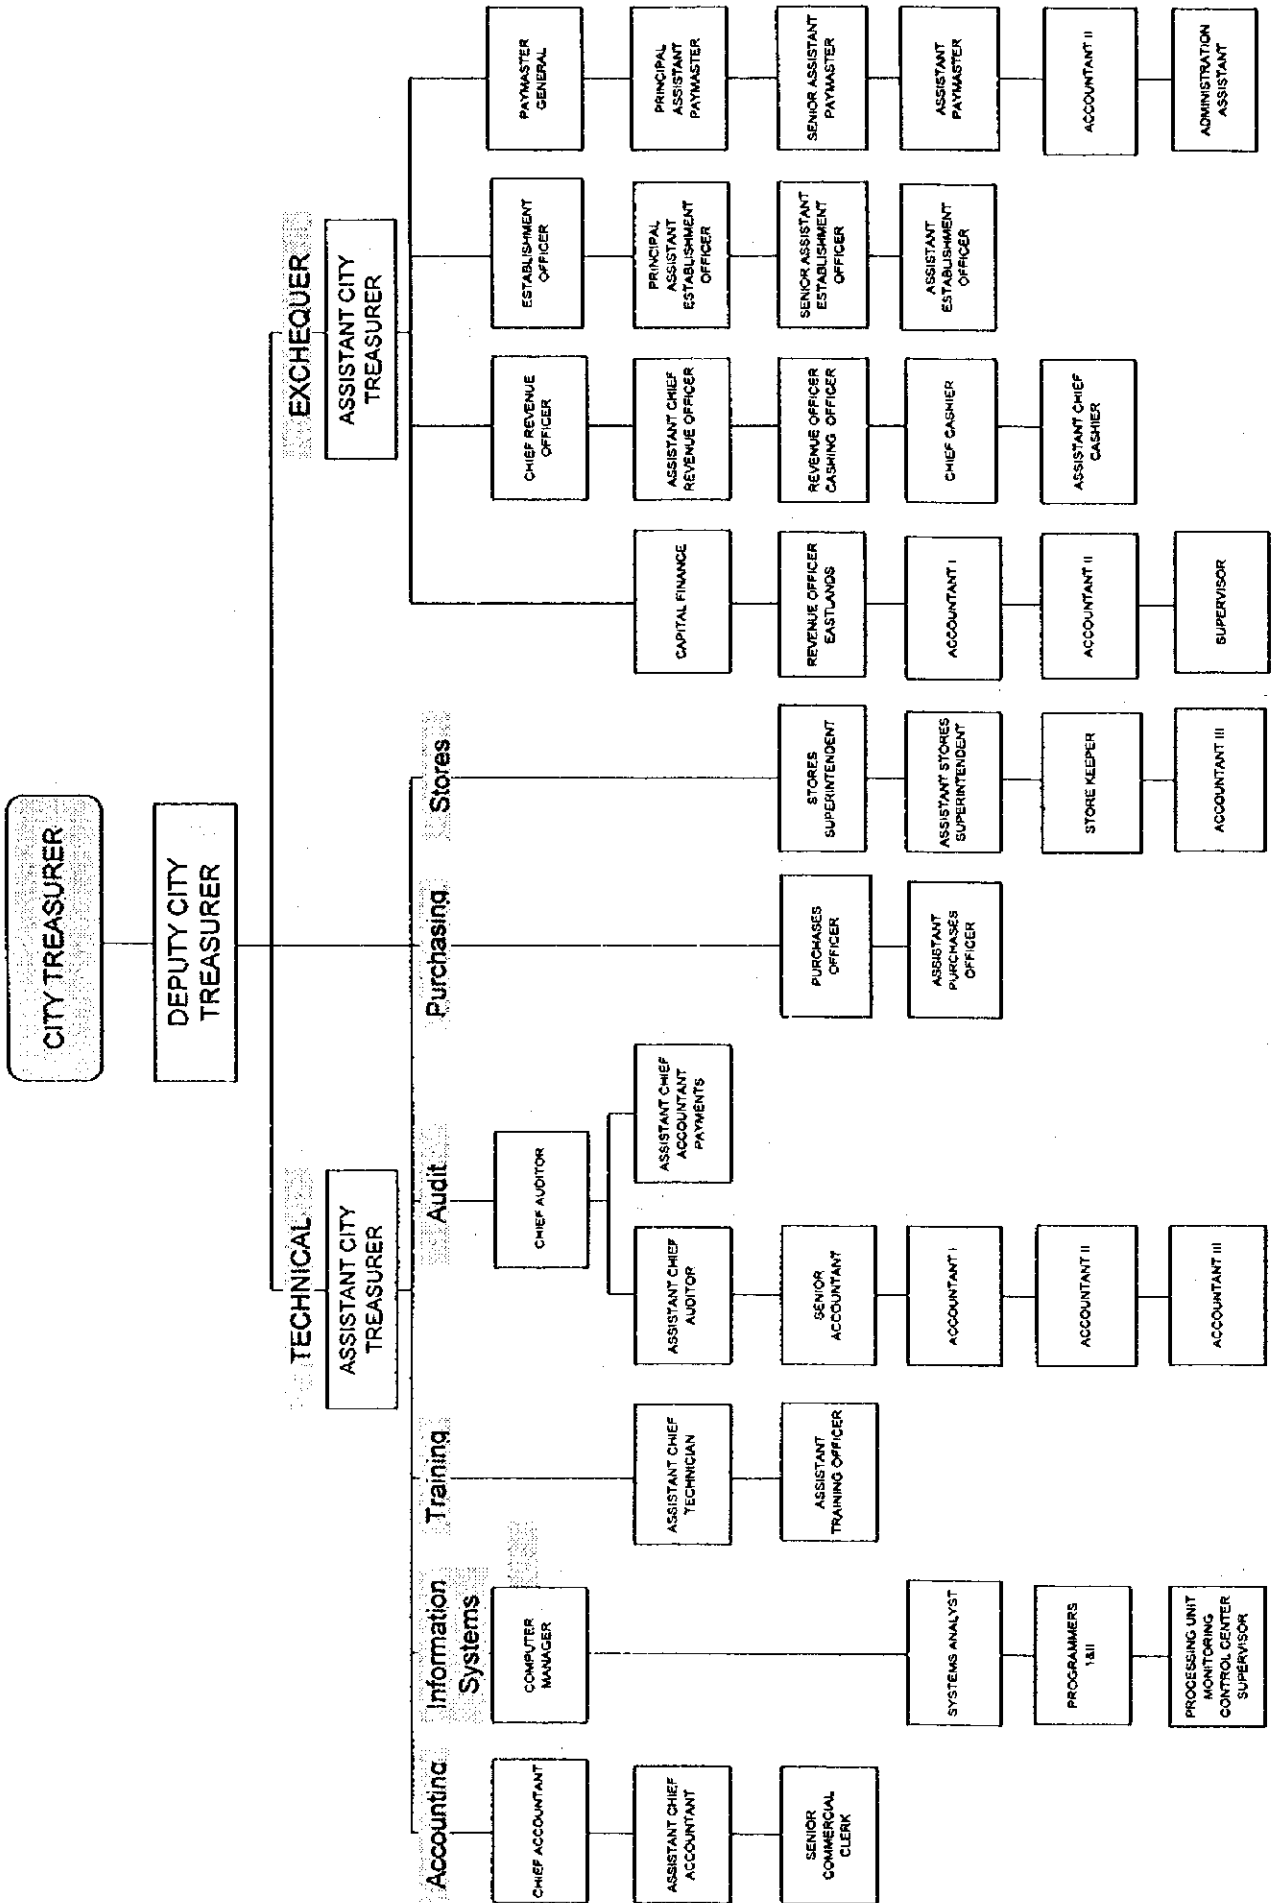 CITY TREASURER
DEPUTY CITY
TREASURER
TECHNICAL
ASSISTANT CITY
TREASURER
EXCHEQUER
ASSISTANT CITY
TREASURER
Accounting
Information
Systems
Training
Audit
Purchasing
Stores
CHIEF ACCOUNTANT
ASSISTANT CHIEF
ACCOUNTANT
SENIOR
COMMERCIAL
CLERK
COMPUTER
MANAGER
SYSTEMS ANALYST
PROGRAMMERS
1&II
PROCESSING UNIT
MONITORING
CONTROL CENTER
SUPERVISOR
ASSISTANT CHIEF
TECHNICIAN
ASSISTANT
TRAINING OFFICER
CHIEF AUDITOR
ASSISTANT CHIEF
AUDITOR
SENIOR
ACCOUNTANT
ACCOUNTANT I
ACCOUNTANT II
ACCOUNTANT III
ASSISTANT CHIEF
ACCOUNTANT
PAYMENTS
PURCHASES
OFFICER
ASSISTANT
PURCHASES
OFFICER
STORES
SUPERINTENDENT
ASSISTANT STORES
SUPERINTENDENT
STORE KEEPER
ACCOUNTANT III
CAPITAL FINANCE
REVENUE OFFICER
EASTLANDS
ACCOUNTANT I
ACCOUNTANT II
SUPERVISOR
CHIEF REVENUE
OFFICER
ASSISTANT CHIEF
REVENUE OFFICER
REVENUE OFFICER
CASHING OFFICER
CHIEF CASHIER
ASSISTANT CHIEF
CASHIER
ESTABLISHMENT
OFFICER
PRINCIPAL
ASSISTANT
ESTABLISHMENT
OFFICER
SENIOR ASSISTANT
ESTABLISHMENT
OFFICER
ASSISTANT
ESTABLISHMENT
OFFICER
PAYMASTER
GENERAL
PRINCIPAL
ASSISTANT
PAYMASTER
SENIOR ASSISTANT
PAYMASTER
ASSISTANT
PAYMASTER
ACCOUNTANT II
ADMINISTRATION
ASSISTANT